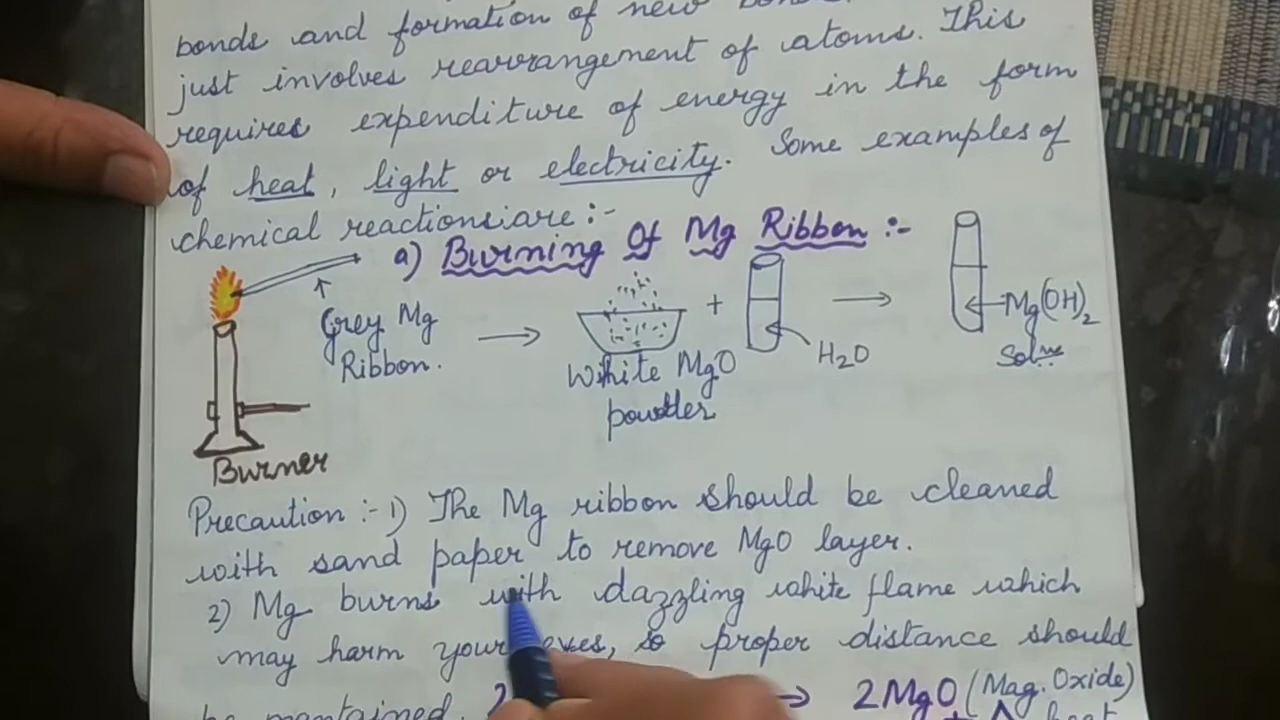 bonds and formation of new
just involves rearrangement of atoms. This
requires expenditure of energy in the form
of heat, light or electricity. Some examples of
chemical reactions are :-
a) Burning Of Mg Ribbon :-
Grey Mg
Ribbon.
White MgO
powder
+
H2O
Mg(OH)2
Burner
Precaution :- 1) The Mg ribbon should be cleaned
with sand paper to remove MgO layer.
2) Mg burns with dazzling white flame which
may harm your eyes, so proper distance should
be mantained. 2 → 2MgO (Mag. Oxide)
heat